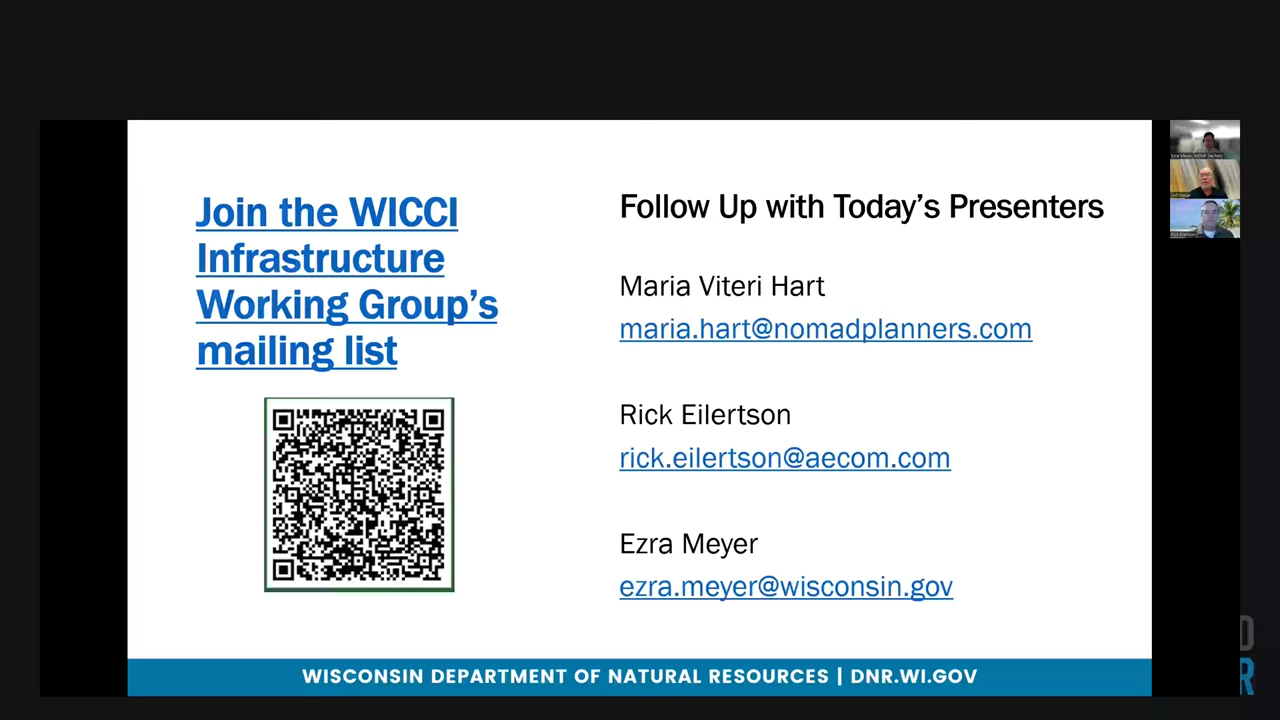 Join the WICCI
Infrastructure
Working Group's
mailing list
Follow Up with Today's Presenters
Maria Viteri Hart
maria.hart@nomadplanners.com
Rick Eilertson
rick.eilertson@aecom.com
Ezra Meyer
ezra.meyer@wisconsin.gov
WISCONSIN DEPARTMENT OF NATURAL RESOURCES | DNR.WI.GOV